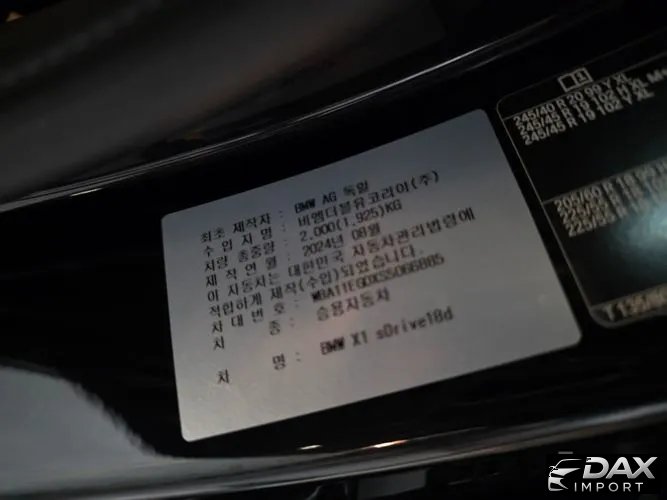 최초 제작자 : BMW AG 독일
수 입 자 명 : 비엠더블유코리아(주)
차량 총중량 : 2,000(1,925)KG
제 작 연 월 : 2024년 08월
이 자동차는 대한민국 자동차관리법령에
적합하게 제작(수입)되었습니다.
차 대 번 호 : WBA11EG0XS5066885
차 종 : 승용자동차
차 명 : BMW X1 sDrive18d
245/40 R 20 99 Y XL
245/45 R 19 102
245/45 R 19 102 Y XL
DAX
IMPORT